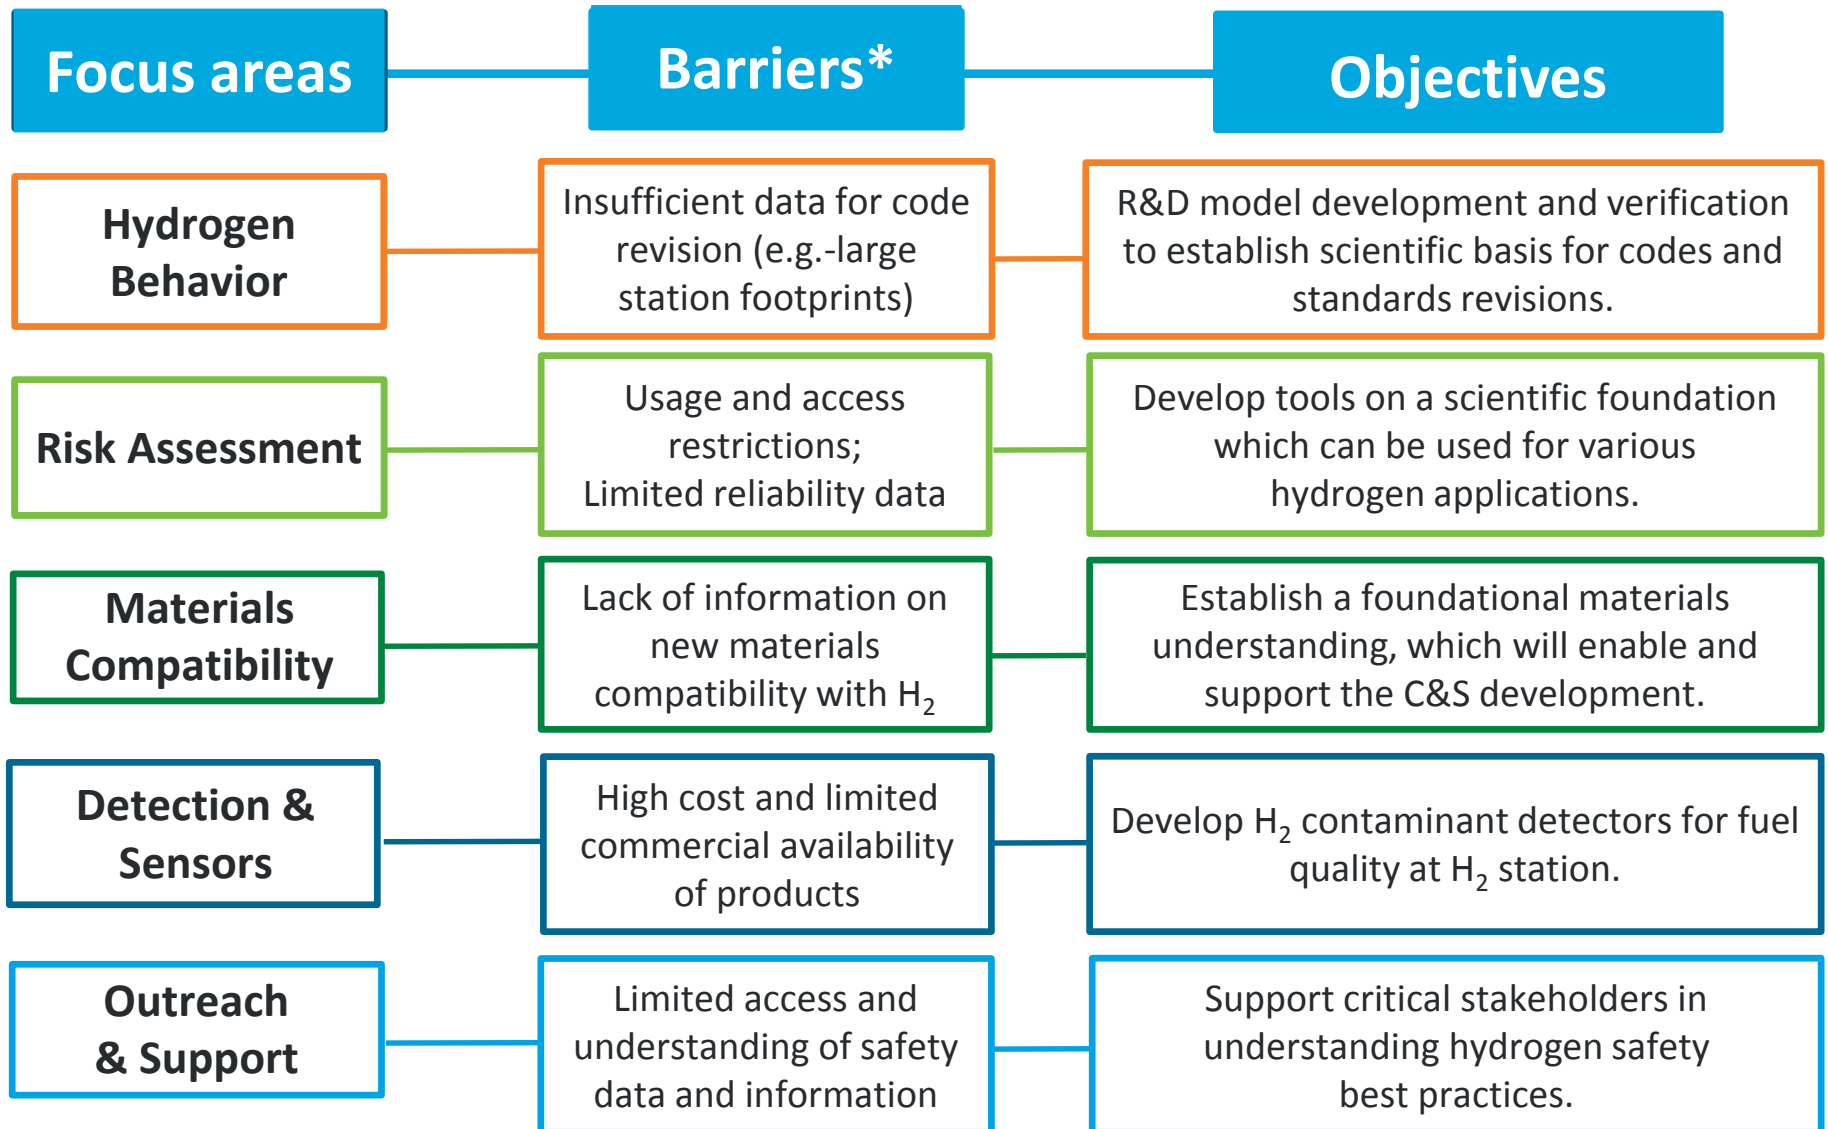 Focus areas
Barriers*
Objectives
Hydrogen
Behavior
Insufficient data for code
revision (e.g.-large
station footprints)
R&D model development and verification
to establish scientific basis for codes and
standards revisions.
Risk Assessment
Usage and access
restrictions;
Limited reliability data
Develop tools on a scientific foundation
which can be used for various
hydrogen applications.
Materials
Compatibility
Lack of information on
new materials
compatibility with H₂
Establish a foundational materials
understanding, which will enable and
support the C&S development.
Detection &
Sensors
High cost and limited
commercial availability
of products
Develop H₂ contaminant detectors for fuel
quality at H₂ station.
Outreach
& Support
Limited access and
understanding of safety
data and information
Support critical stakeholders in
understanding hydrogen safety
best practices.